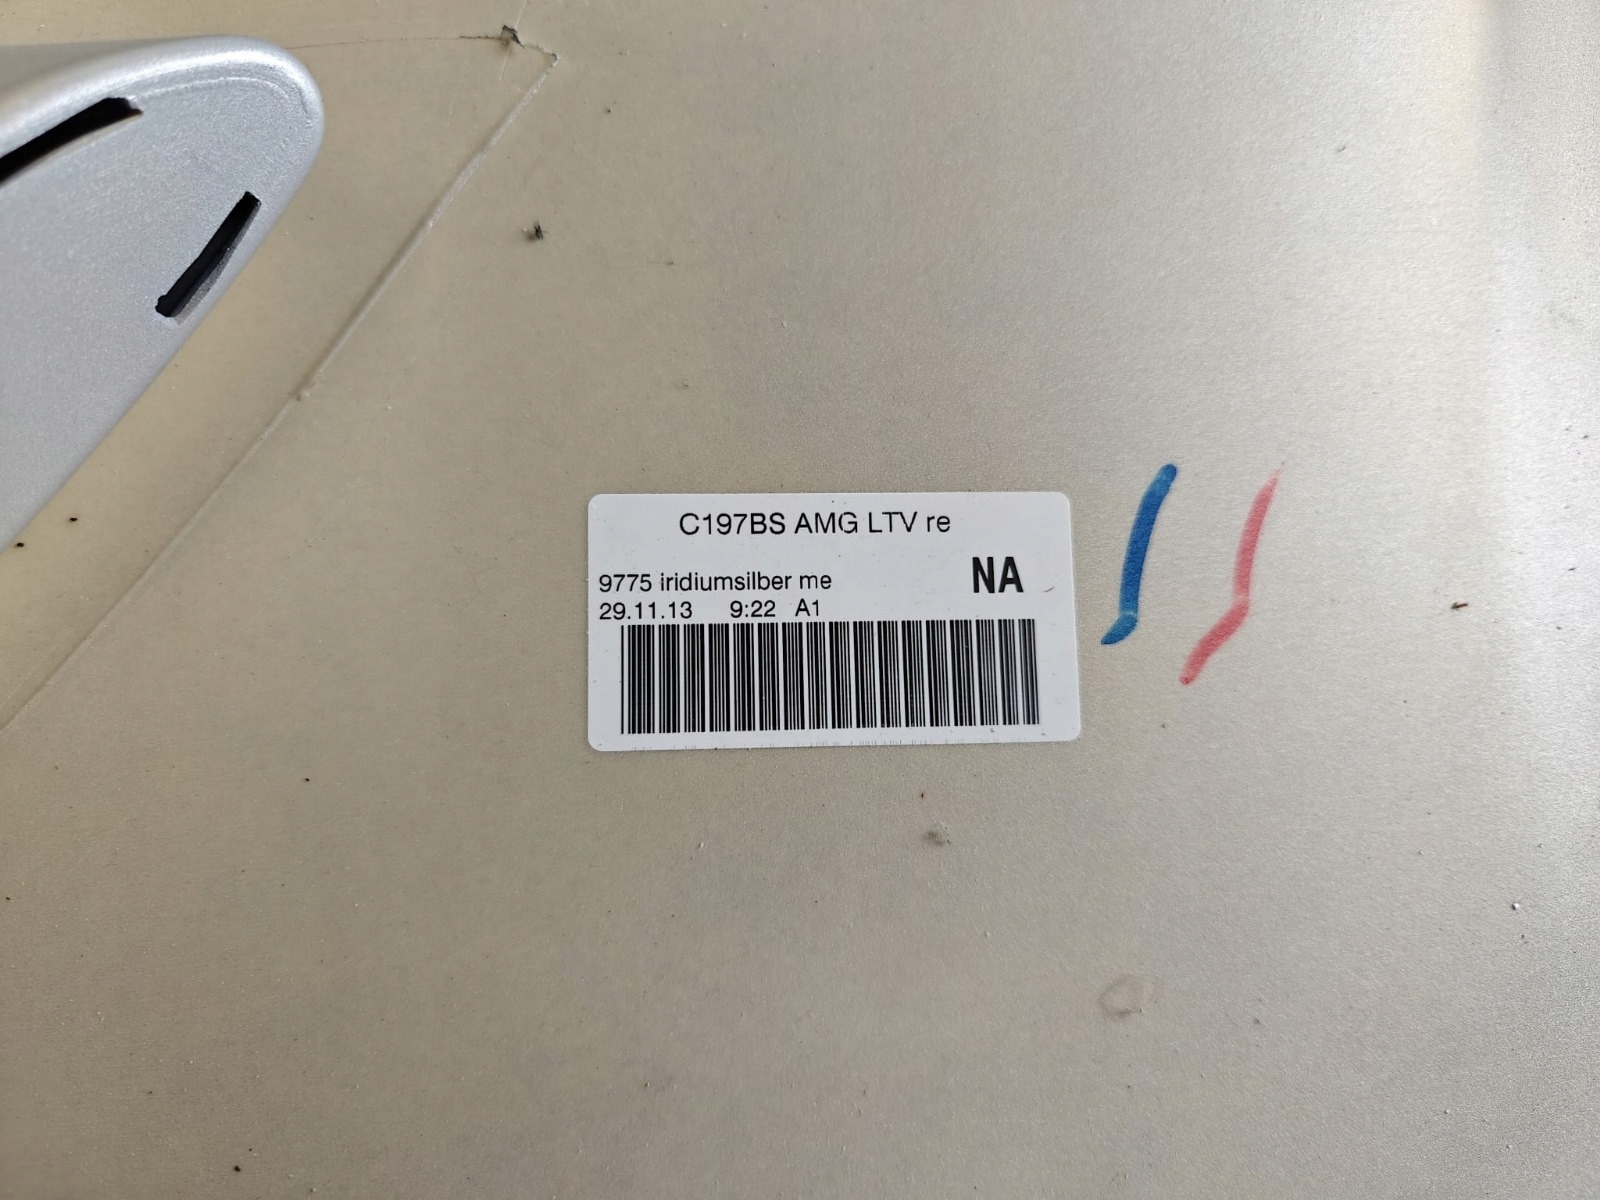 C197BS AMG LTV re
NA
9775 iridiumsilber me
29.11.13 9:22 A1